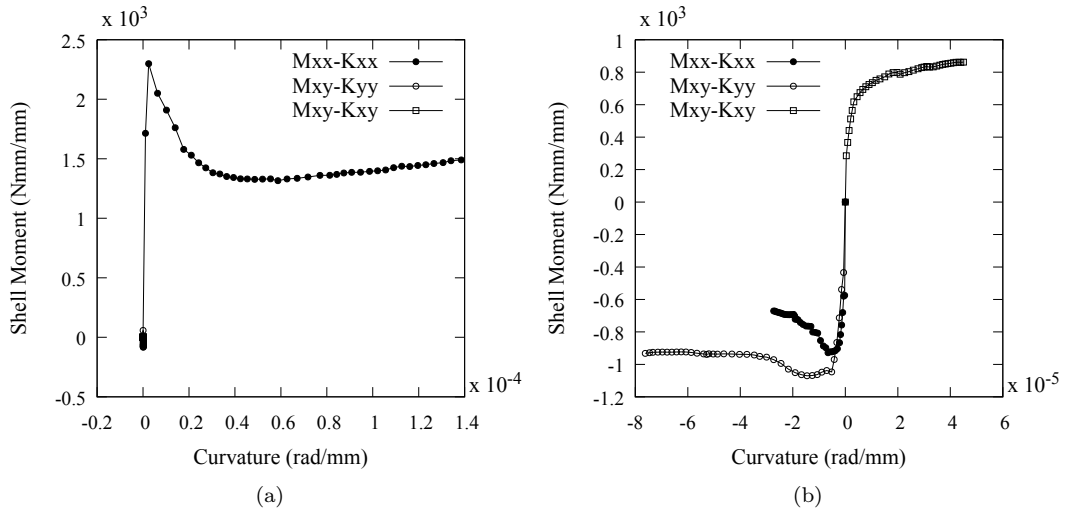 x 10^3
2.5
2
1.5
1
0.5
0
-0.5
-0.2 0 0.2 0.4 0.6 0.8 1 1.2 1.4
Shell Moment (Nmm/mm)
Curvature (rad/mm)
x 10^-4
Mxx-Kxx
Mxy-Kyy
Mxy-Kxy
(a)
x 10^3
1
0.8
0.6
0.4
0.2
0
-0.2
-0.4
-0.6
-0.8
-1
-1.2
-8 -6 -4 -2 0 2 4 6
Shell Moment (Nmm/mm)
Curvature (rad/mm)
x 10^-5
Mxx-Kxx
Mxy-Kyy
Mxy-Kxy
(b)